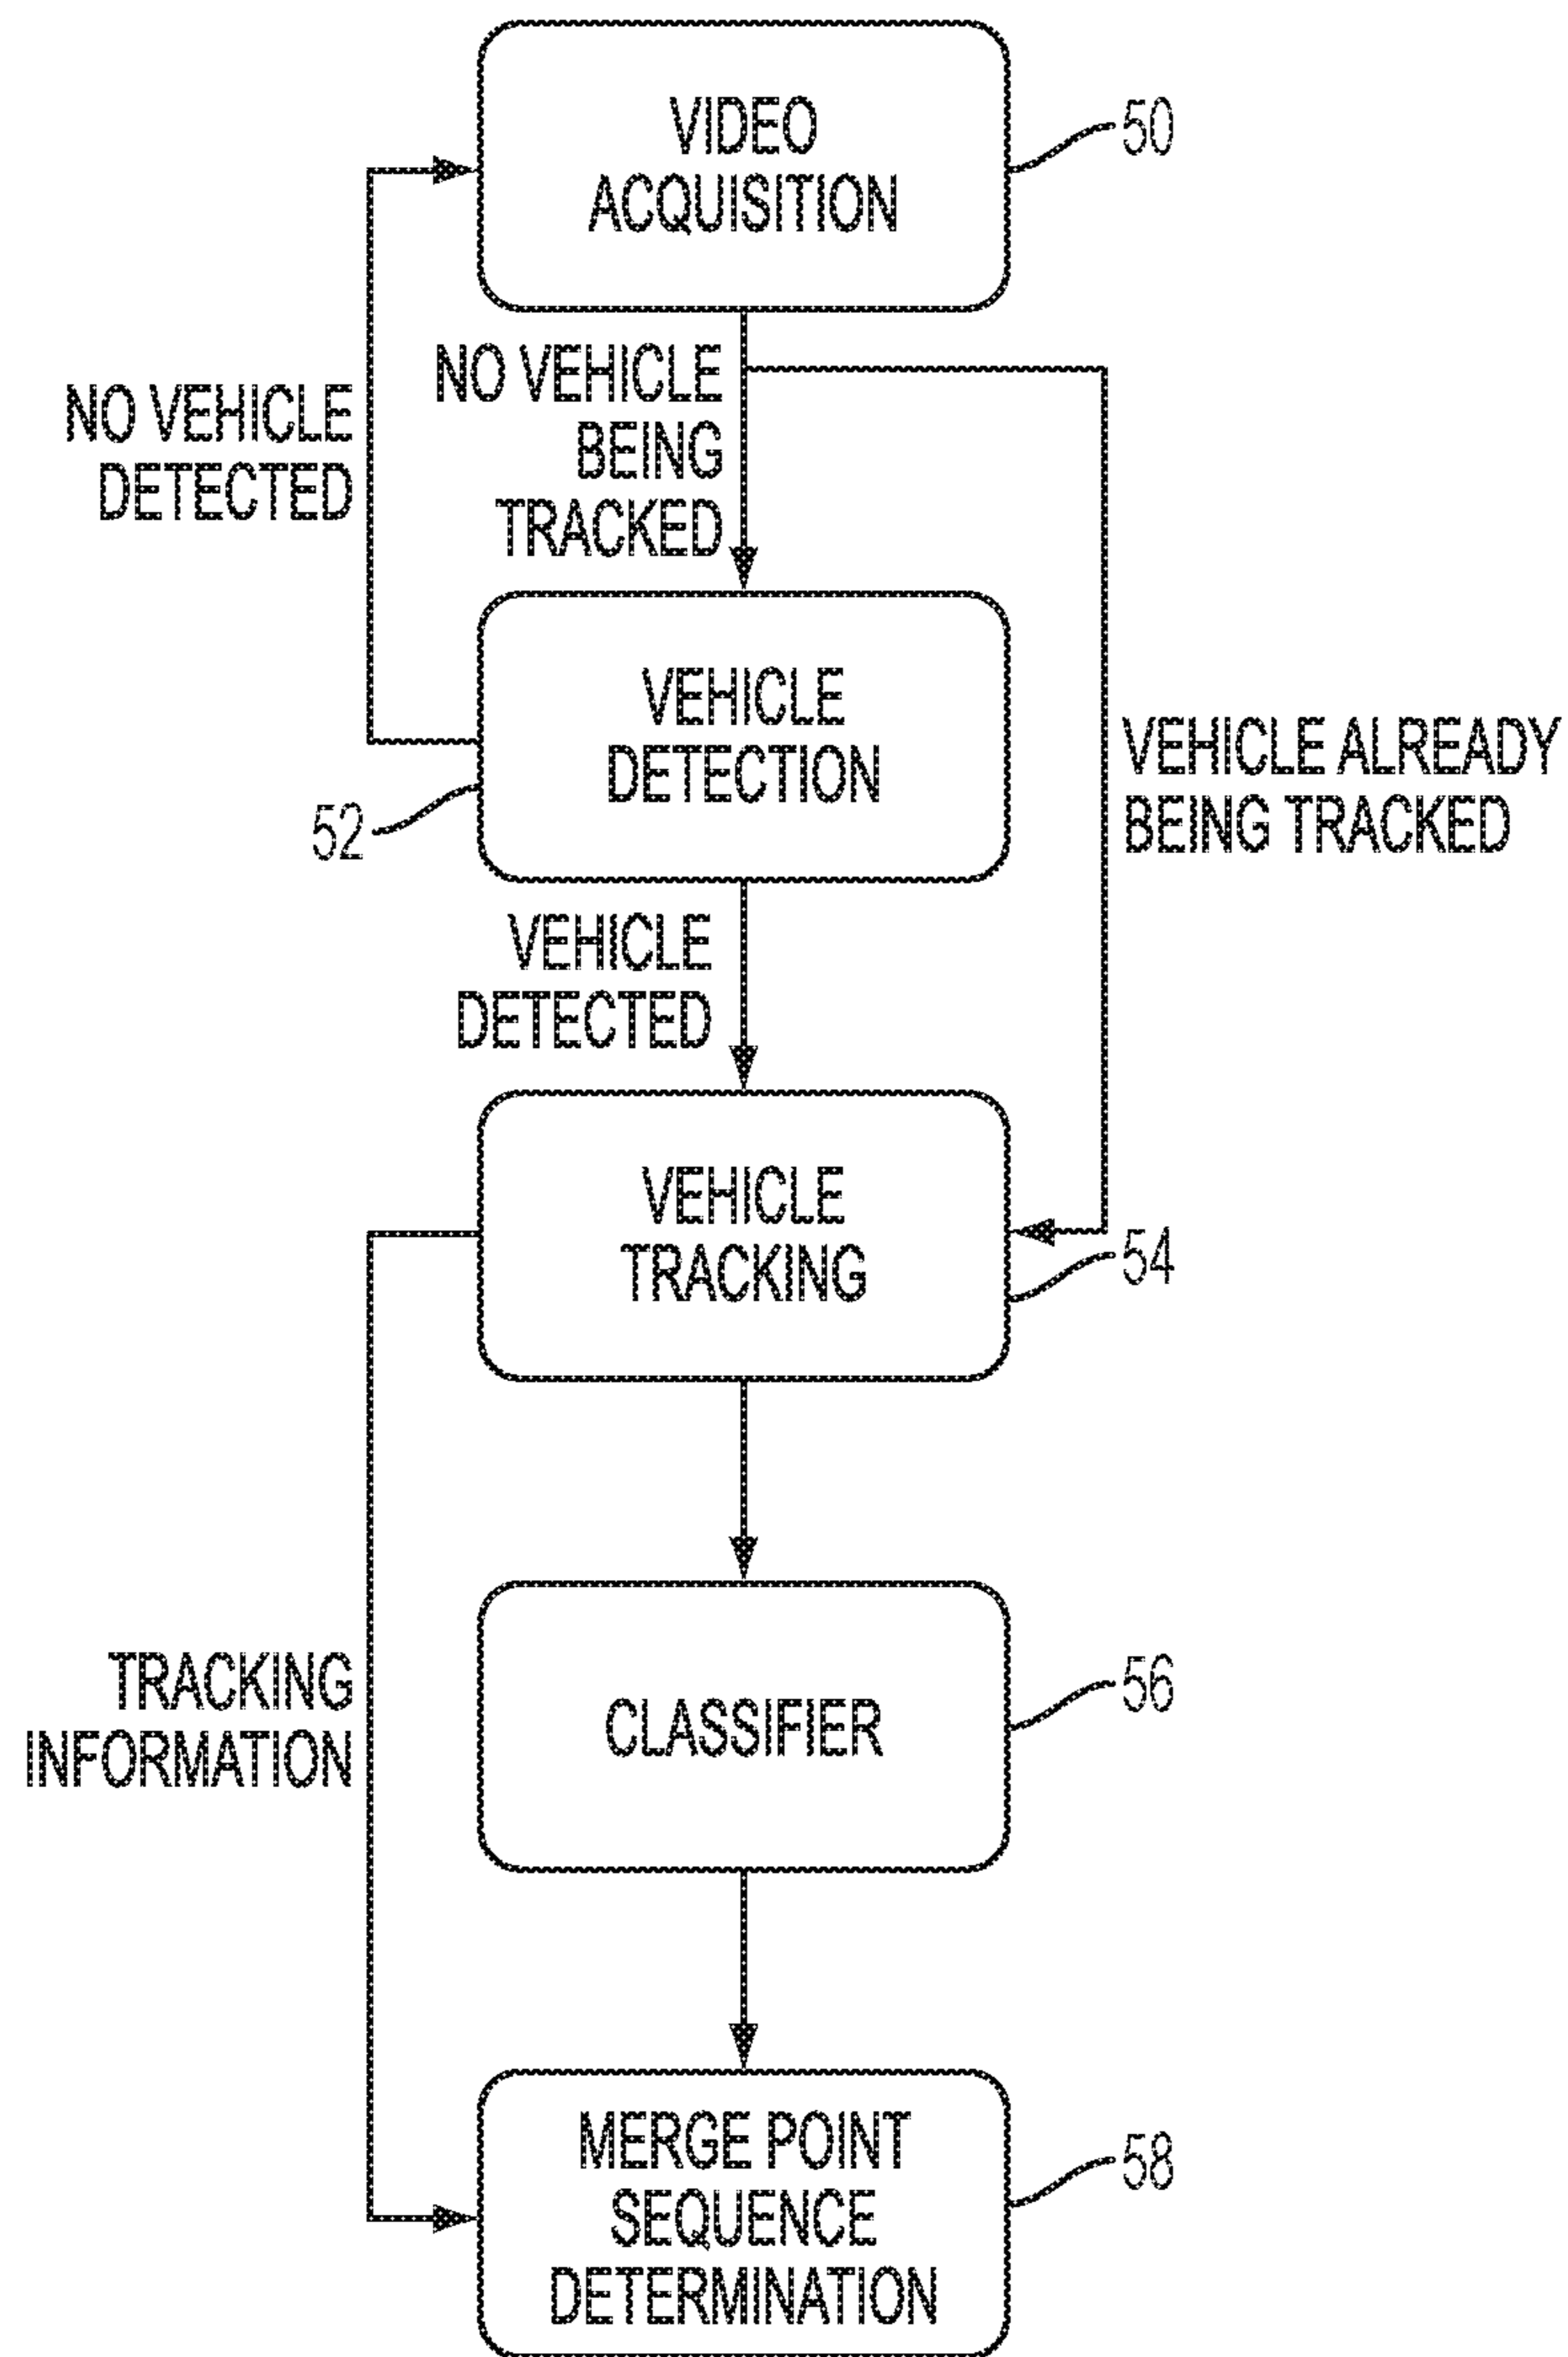 VIDEO
ACQUISITION
50
NO VEHICLE
DETECTED
NO VEHICLE
BEING
TRACKED
VEHICLE
DETECTION
52
VEHICLE ALREADY
BEING TRACKED
VEHICLE
DETECTED
VEHICLE
TRACKING
54
TRACKING
INFORMATION
CLASSIFIER
56
MERGE POINT
SEQUENCE
DETERMINATION
58